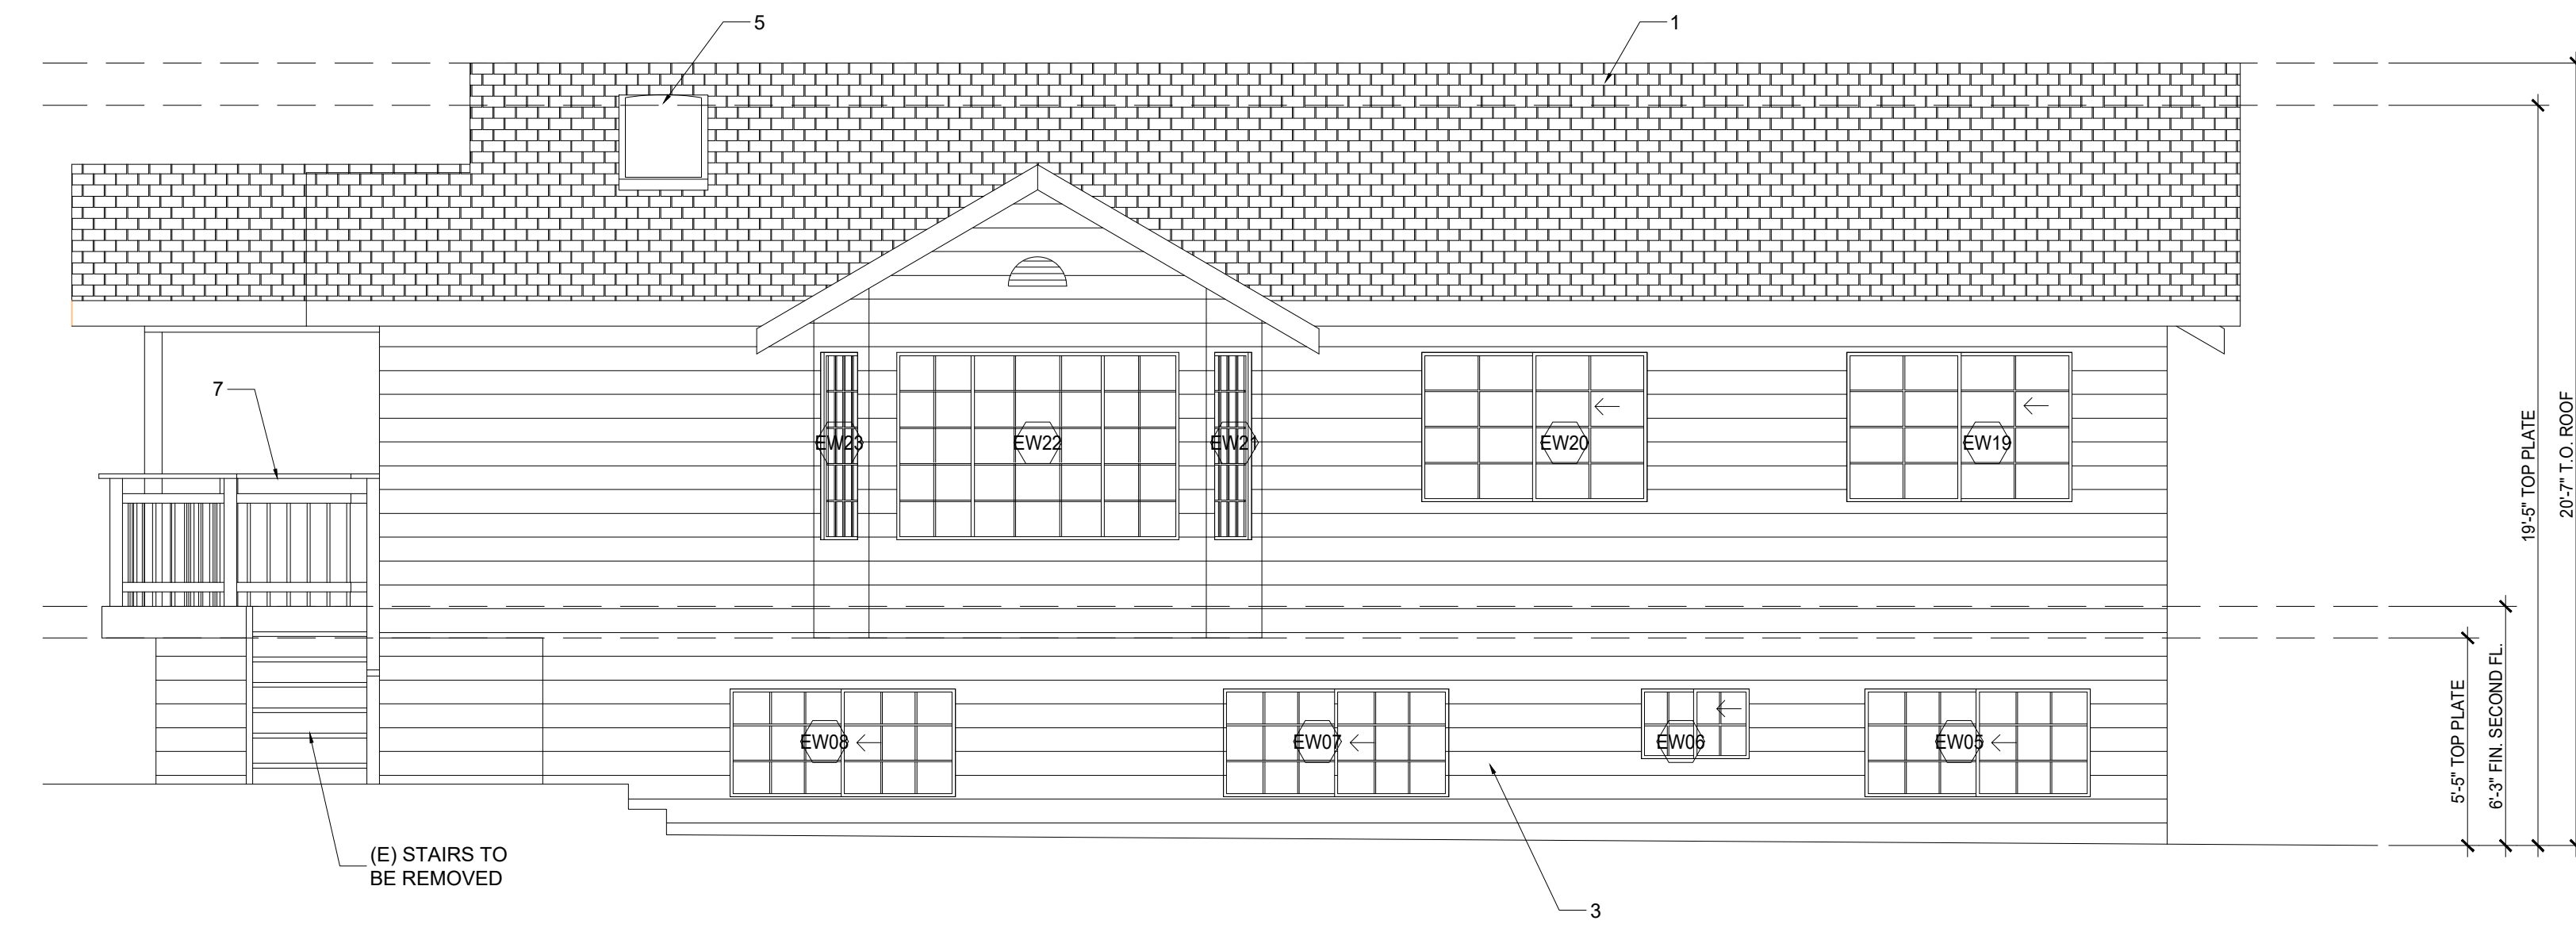 5
1
7
EW23
EW22
EW21
EW20
EW19
EW08
EW07
EW06
EW05
(E) STAIRS TO
BE REMOVED
3
5'-5" TOP PLATE
6'-3" FIN. SECOND FL.
19'-5" TOP PLATE
20'-7" T.O. ROOF